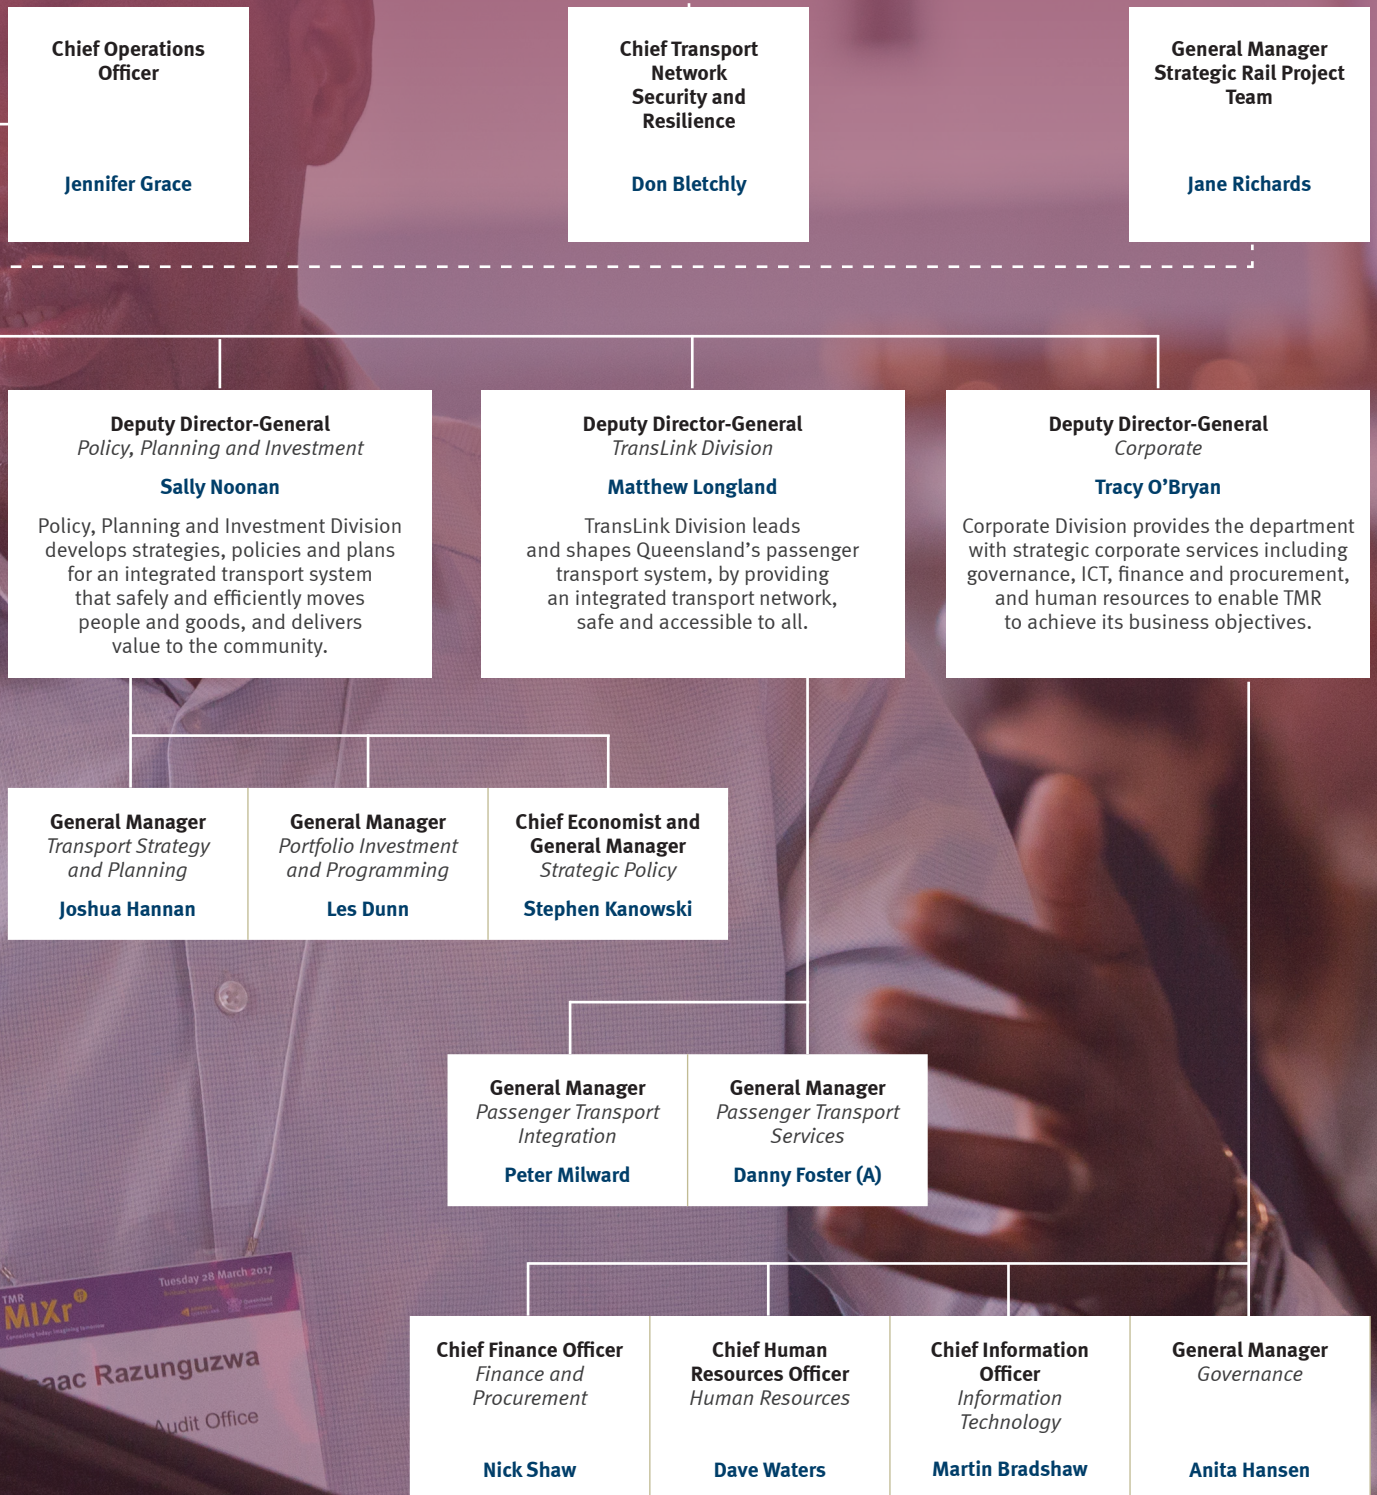 Chief Operations
Officer
Jennifer Grace
Chief Transport
Network
Security and
Resilience
Don Bletchly
General Manager
Strategic Rail Project
Team
Jane Richards
Deputy Director-General
Policy, Planning and Investment
Sally Noonan
Policy, Planning and Investment Division
develops strategies, policies and plans
for an integrated transport system
that safely and efficiently moves
people and goods, and delivers
value to the community.
Deputy Director-General
TransLink Division
Matthew Longland
TransLink Division leads
and shapes Queensland’s passenger
transport system, by providing
an integrated transport network,
safe and accessible to all.
Deputy Director-General
Corporate
Tracy O’Bryan
Corporate Division provides the department
with strategic corporate services including
governance, ICT, finance and procurement,
and human resources to enable TMR
to achieve its business objectives.
General Manager
Transport Strategy
and Planning
Joshua Hannan
General Manager
Portfolio Investment
and Programming
Les Dunn
Chief Economist and
General Manager
Strategic Policy
Stephen Kanowski
General Manager
Passenger Transport
Integration
Peter Milward
General Manager
Passenger Transport
Services
Danny Foster (A)
Chief Finance Officer
Finance and
Procurement
Nick Shaw
Chief Human
Resources Officer
Human Resources
Dave Waters
Chief Information
Officer
Information
Technology
Martin Bradshaw
General Manager
Governance
Anita Hansen
Tuesday 28 March 2017
TMR
MIXr
Razunguzwa
Audit Office